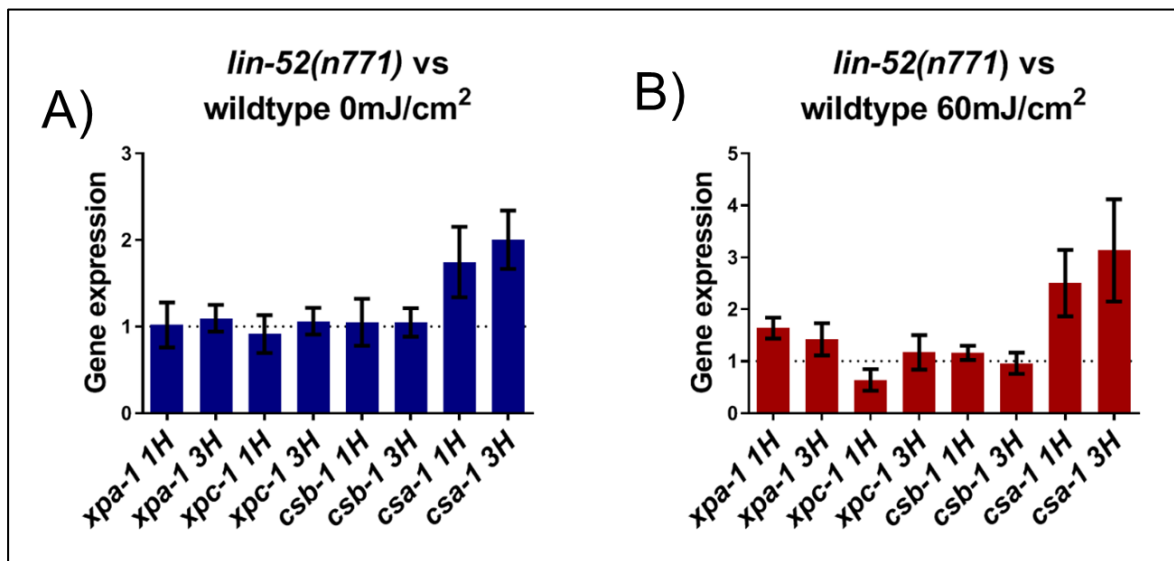 A)
lin-52(n771) vs
wildtype 0mJ/cm²
Gene expression
3
2
1
0
xpa-1 1H
xpa-1 3H
xpc-1 1H
xpc-1 3H
csb-1 1H
csb-1 3H
csa-1 1H
csa-1 3H
B)
lin-52(n771) vs
wildtype 60mJ/cm²
Gene expression
5
4
3
2
1
0
xpa-1 1H
xpa-1 3H
xpc-1 1H
xpc-1 3H
csb-1 1H
csb-1 3H
csa-1 1H
csa-1 3H